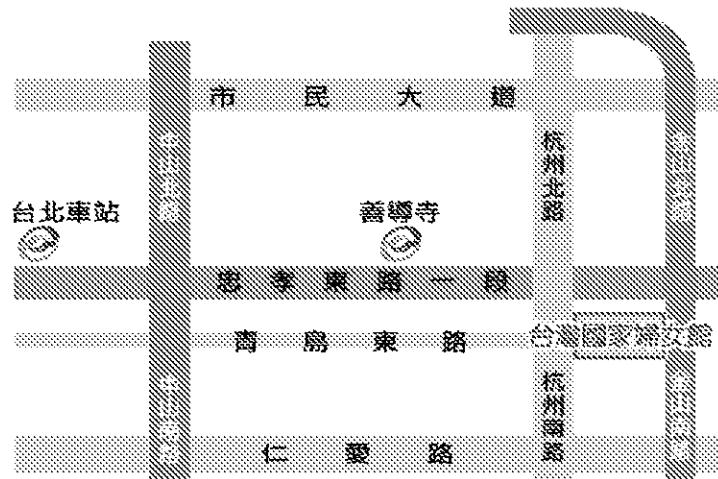 市民大道
杭州北路
台北車站
善導寺
忠孝東路一段
青島東路
台灣國家婦女館
杭州南路
仁愛路